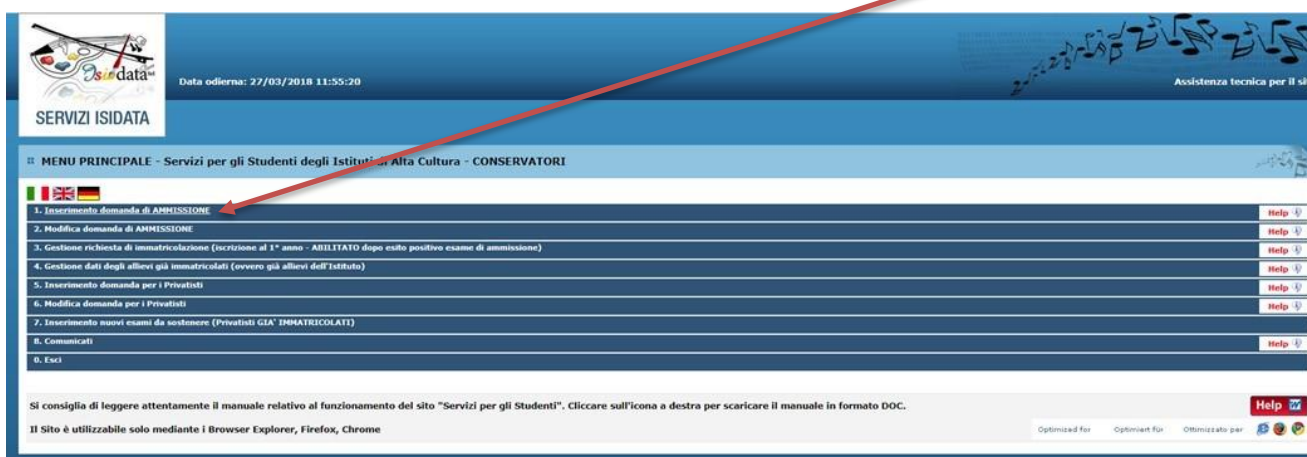 Isidata
SERVIZI ISIDATA
Data odierna: 27/03/2018 11:55:20
Assistenza tecnica per il si
MENU PRINCIPALE - Servizi per gli Studenti degli Istituti di Alta Cultura - CONSERVATORI
1. Inserimento domanda di AMMISSIONE Help
2. Modifica domanda di AMMISSIONE Help
3. Gestione richiesta di immatricolazione (iscrizione al 1° anno - ABILITATO dopo esito positivo esame di ammissione) Help
4. Gestione dati degli allievi già immatricolati (ovvero già allievi dell'Istituto) Help
5. Inserimento domanda per i Privatisti Help
6. Modifica domanda per i Privatisti Help
7. Inserimento nuovi esami da sostenere (Privatisti GIA' IMMATRICOLATI)
8. Comunicati Help
0. Esci
Si consiglia di leggere attentamente il manuale relativo al funzionamento del sito "Servizi per gli Studenti". Cliccare sull'icona a destra per scaricare il manuale in formato DOC. Help
Il Sito è utilizzabile solo mediante i Browser Explorer, Firefox, Chrome
Optimized for Optimiert für Ottimizzato per